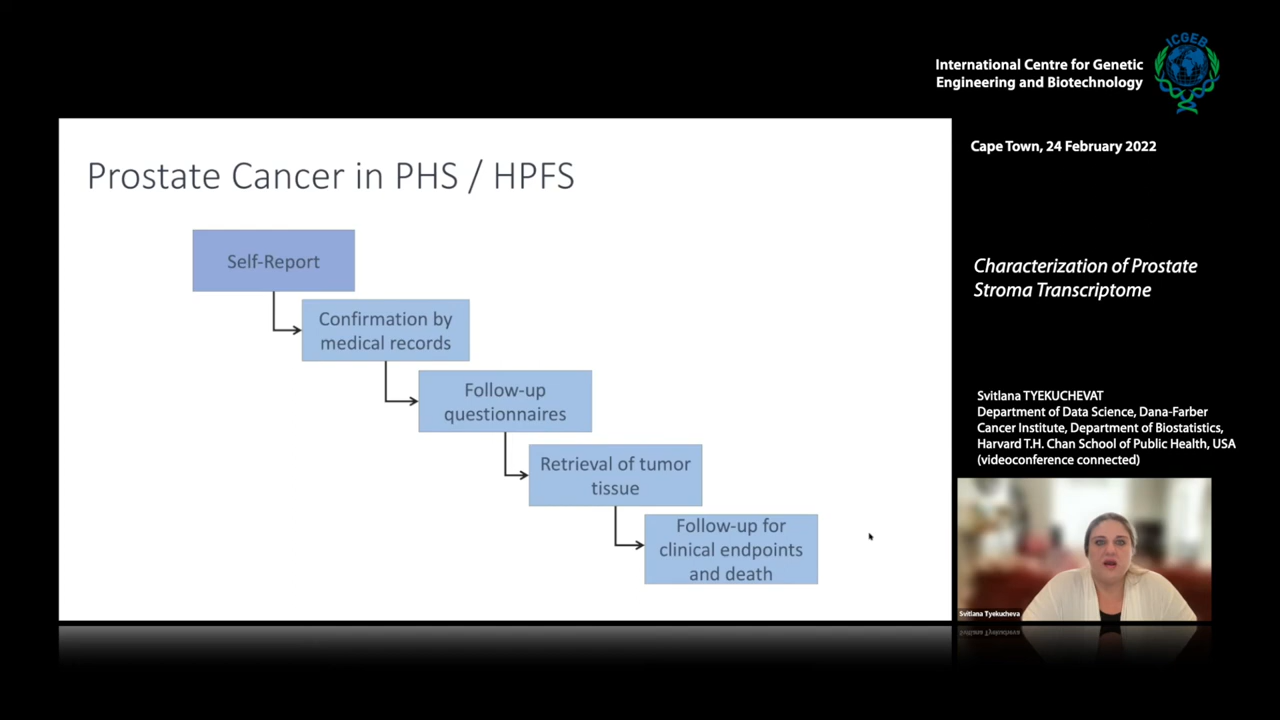 ICGEB
International Centre for Genetic
Engineering and Biotechnology
Cape Town, 24 February 2022
Prostate Cancer in PHS / HPFS
Self-Report
Confirmation by
medical records
Follow-up
questionnaires
Retrieval of tumor
tissue
Follow-up for
clinical endpoints
and death
Characterization of Prostate
Stroma Transcriptome
Svitlana TYEKUCHEVAT
Department of Data Science, Dana-Farber
Cancer Institute, Department of Biostatistics,
Harvard T.H. Chan School of Public Health, USA
(videoconference connected)
Svitlana Tyekucheva